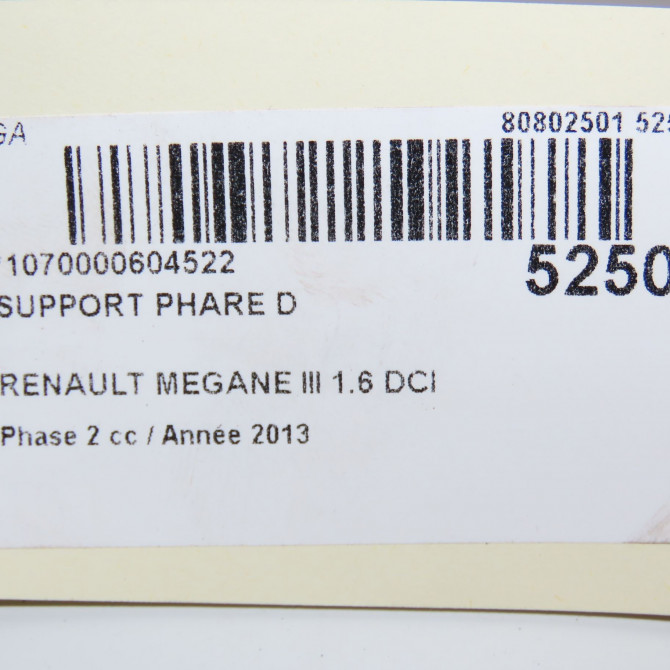 GA 80802501 525
*1070000604522 5250
SUPPORT PHARE D
RENAULT MEGANE III 1.6 DCI
Phase 2 cc / Année 2013